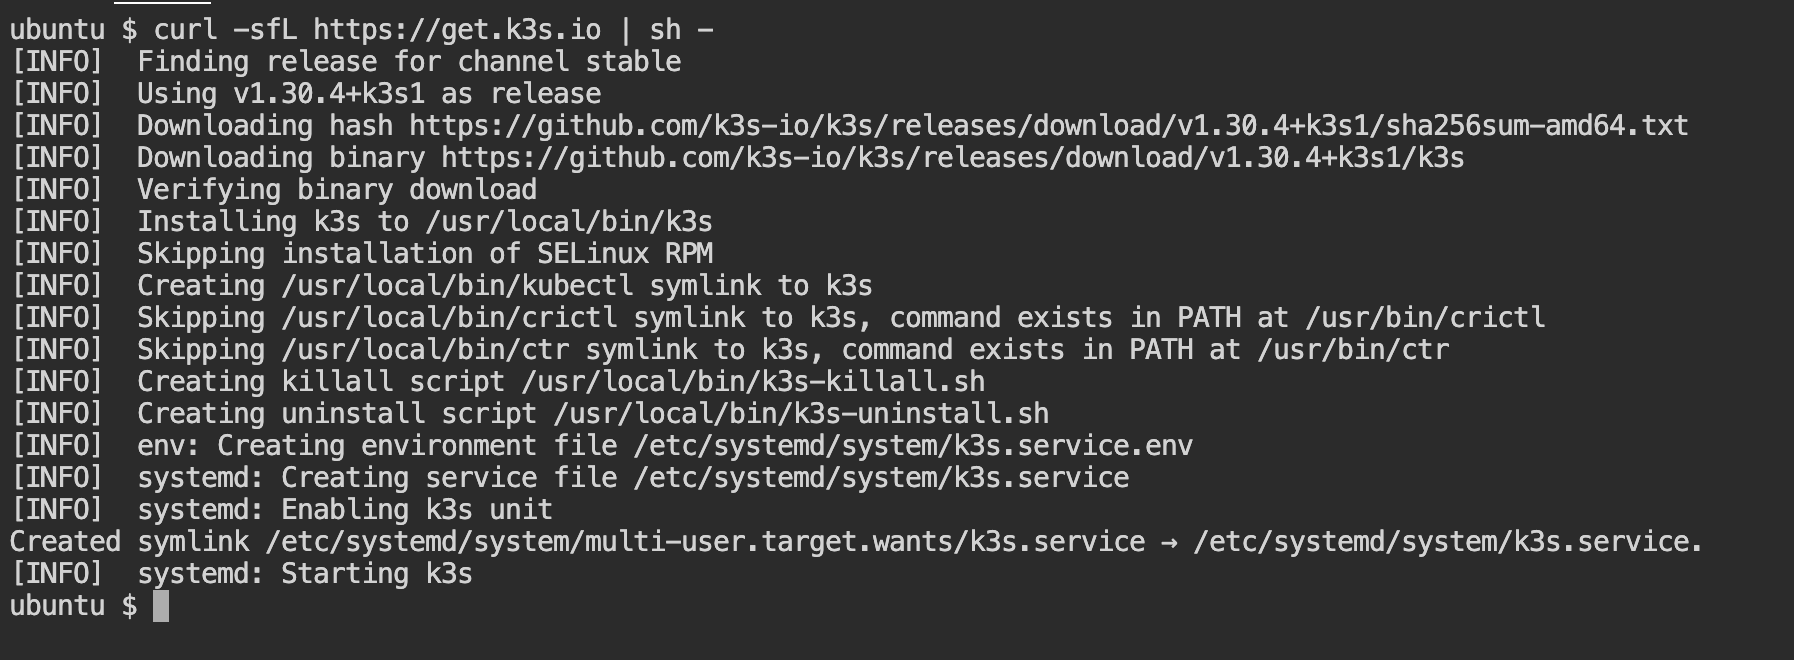 ubuntu $ curl -sfL https://get.k3s.io | sh -
[INFO]  Finding release for channel stable
[INFO]  Using v1.30.4+k3s1 as release
[INFO]  Downloading hash https://github.com/k3s-io/k3s/releases/download/v1.30.4+k3s1/sha256sum-amd64.txt
[INFO]  Downloading binary https://github.com/k3s-io/k3s/releases/download/v1.30.4+k3s1/k3s
[INFO]  Verifying binary download
[INFO]  Installing k3s to /usr/local/bin/k3s
[INFO]  Skipping installation of SELinux RPM
[INFO]  Creating /usr/local/bin/kubectl symlink to k3s
[INFO]  Skipping /usr/local/bin/crictl symlink to k3s, command exists in PATH at /usr/bin/crictl
[INFO]  Skipping /usr/local/bin/ctr symlink to k3s, command exists in PATH at /usr/bin/ctr
[INFO]  Creating killall script /usr/local/bin/k3s-killall.sh
[INFO]  Creating uninstall script /usr/local/bin/k3s-uninstall.sh
[INFO]  env: Creating environment file /etc/systemd/system/k3s.service.env
[INFO]  systemd: Creating service file /etc/systemd/system/k3s.service
[INFO]  systemd: Enabling k3s unit
Created symlink /etc/systemd/system/multi-user.target.wants/k3s.service → /etc/systemd/system/k3s.service.
[INFO]  systemd: Starting k3s
ubuntu $